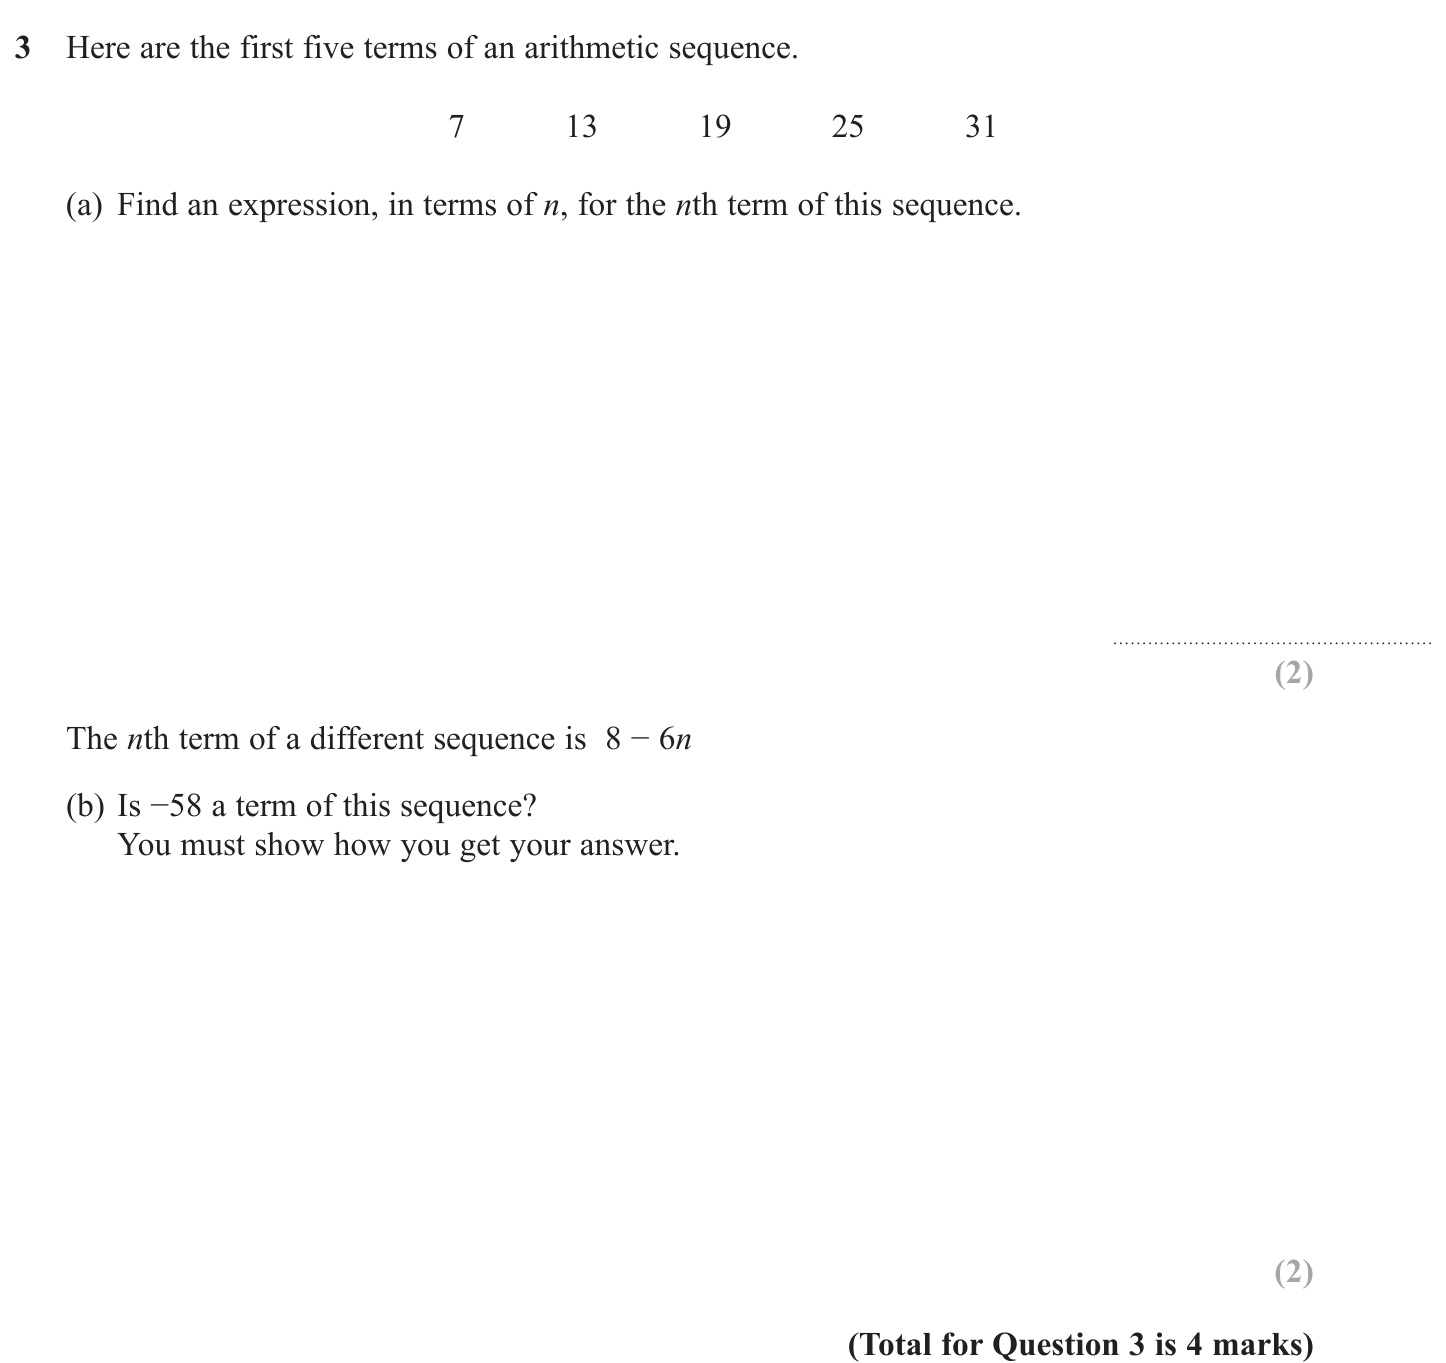 3 Here are the first five terms of an arithmetic sequence.
7 13 19 25 31
(a) Find an expression, in terms of n, for the nth term of this sequence.
(2)
The nth term of a different sequence is 8 − 6n
(b) Is −58 a term of this sequence?
You must show how you get your answer.
(2)
(Total for Question 3 is 4 marks)